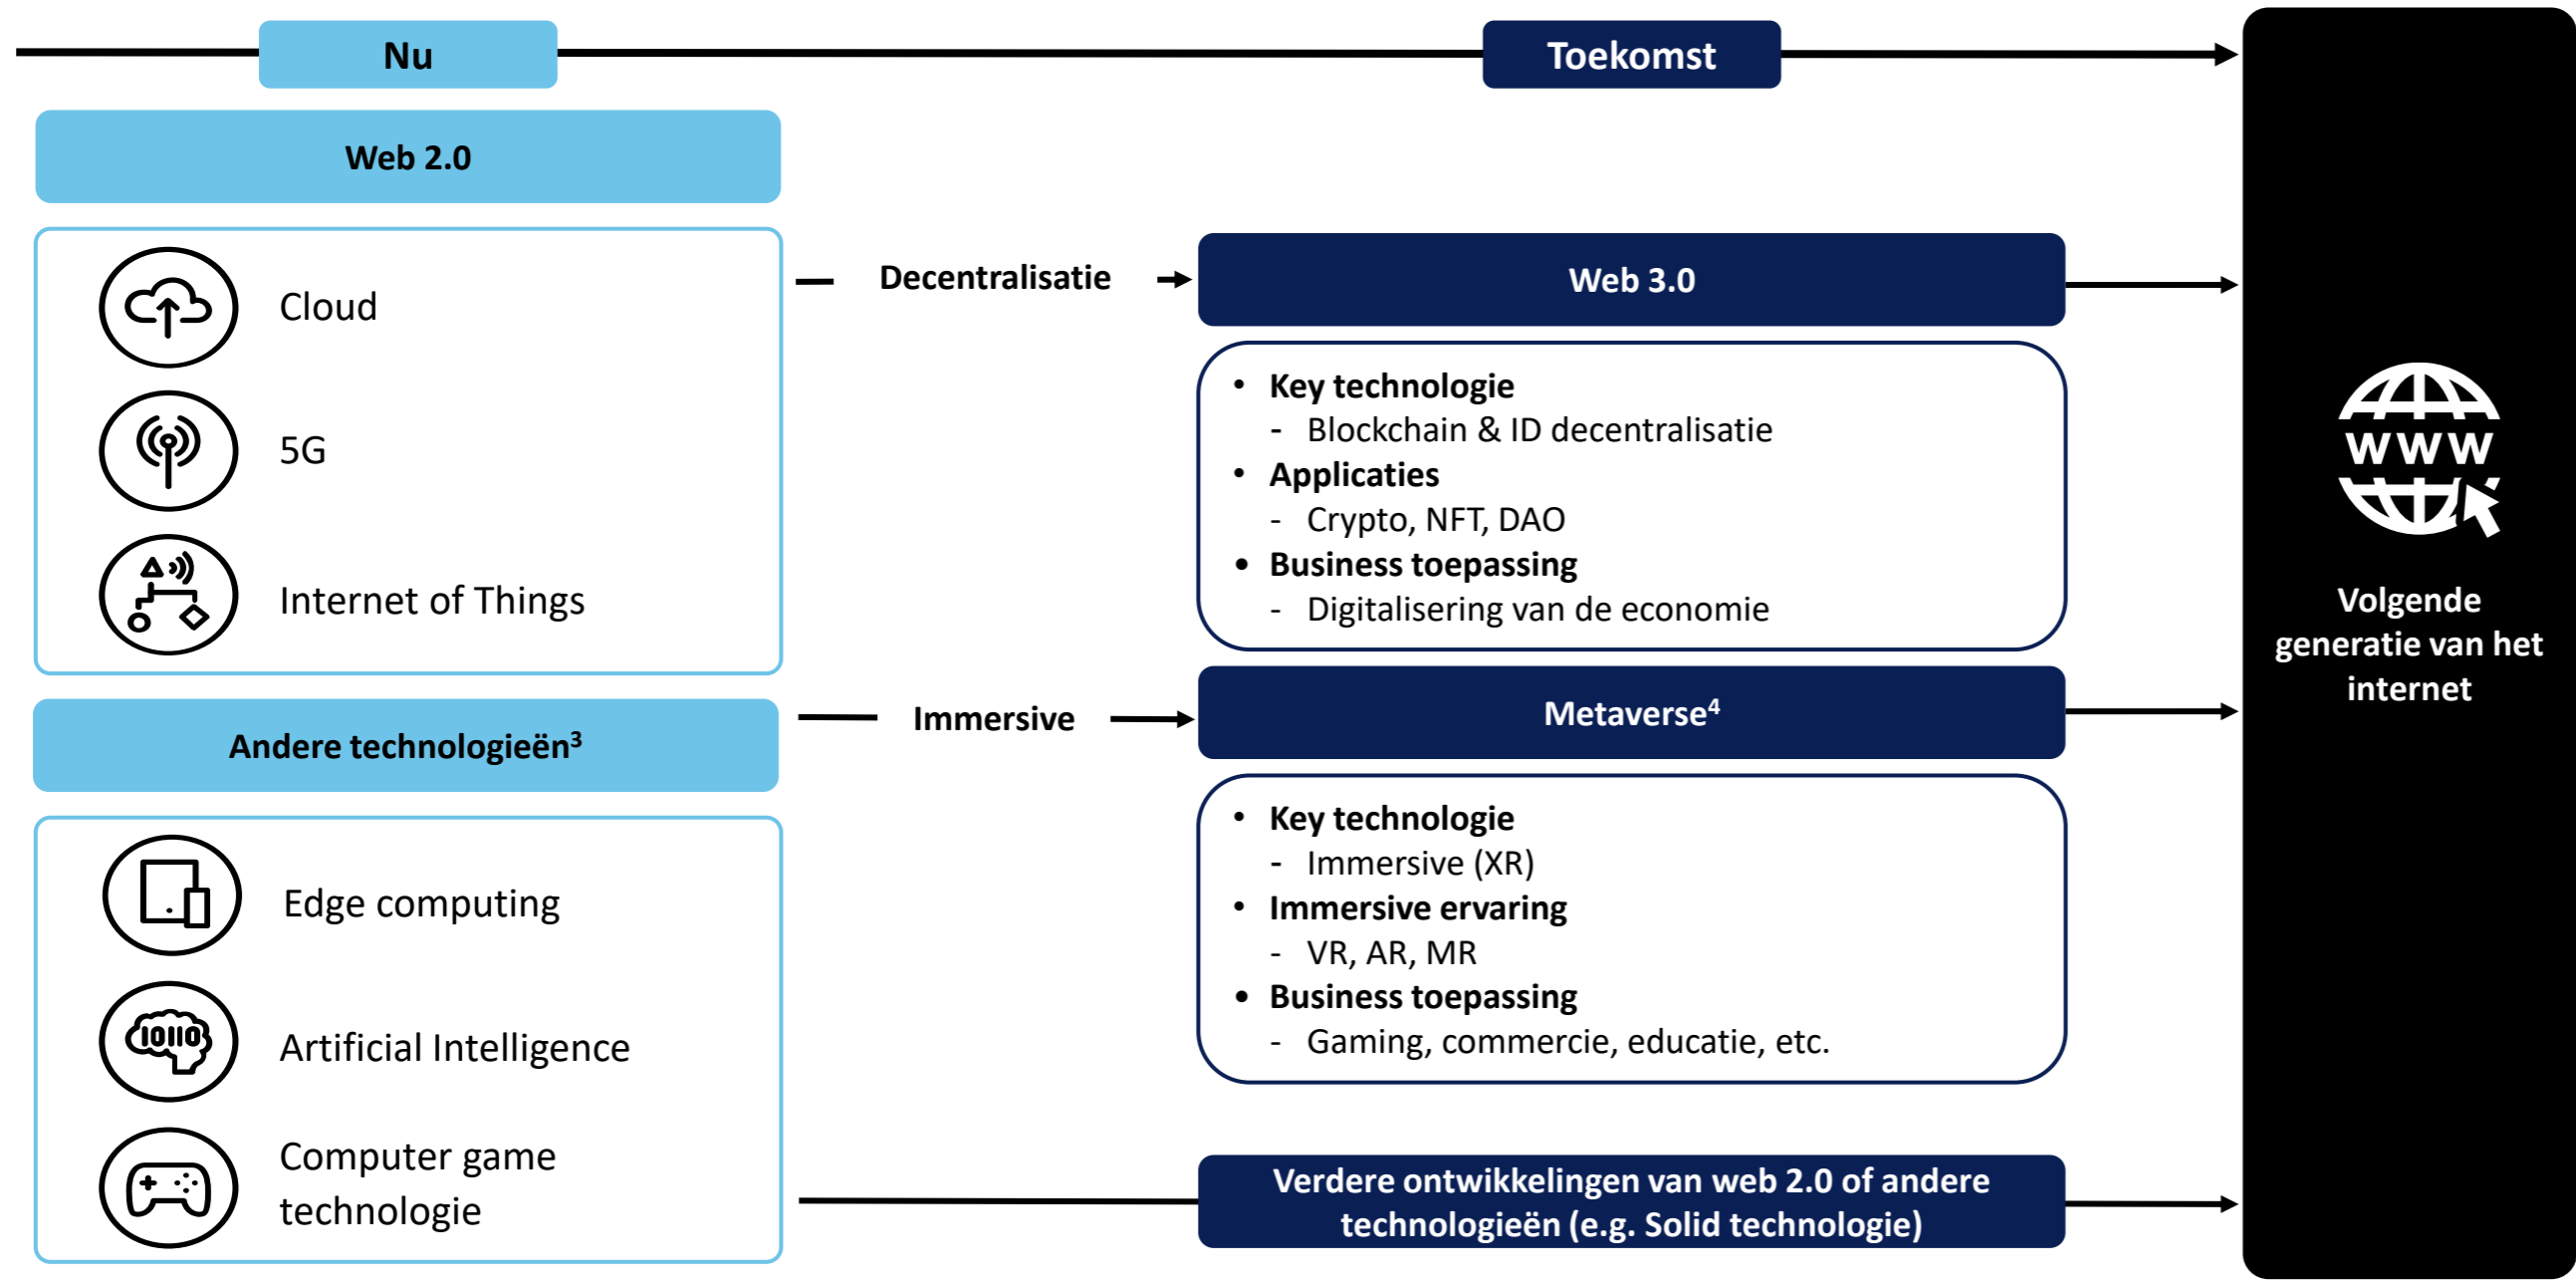 Nu
Toekomst
Web 2.0
Cloud
5G
Internet of Things
Andere technologieën³
Edge computing
IOIIO
Artificial Intelligence
Computer game
technologie
Decentralisatie
Immersive
Web 3.0
• Key technologie
- Blockchain & ID decentralisatie
• Applicaties
- Crypto, NFT, DAO
• Business toepassing
- Digitalisering van de economie
Metaverse⁴
• Key technologie
- Immersive (XR)
• Immersive ervaring
- VR, AR, MR
• Business toepassing
- Gaming, commercie, educatie, etc.
Verdere ontwikkelingen van web 2.0 of andere
technologieën (e.g. Solid technologie)
WWW
Volgende
generatie van het
internet